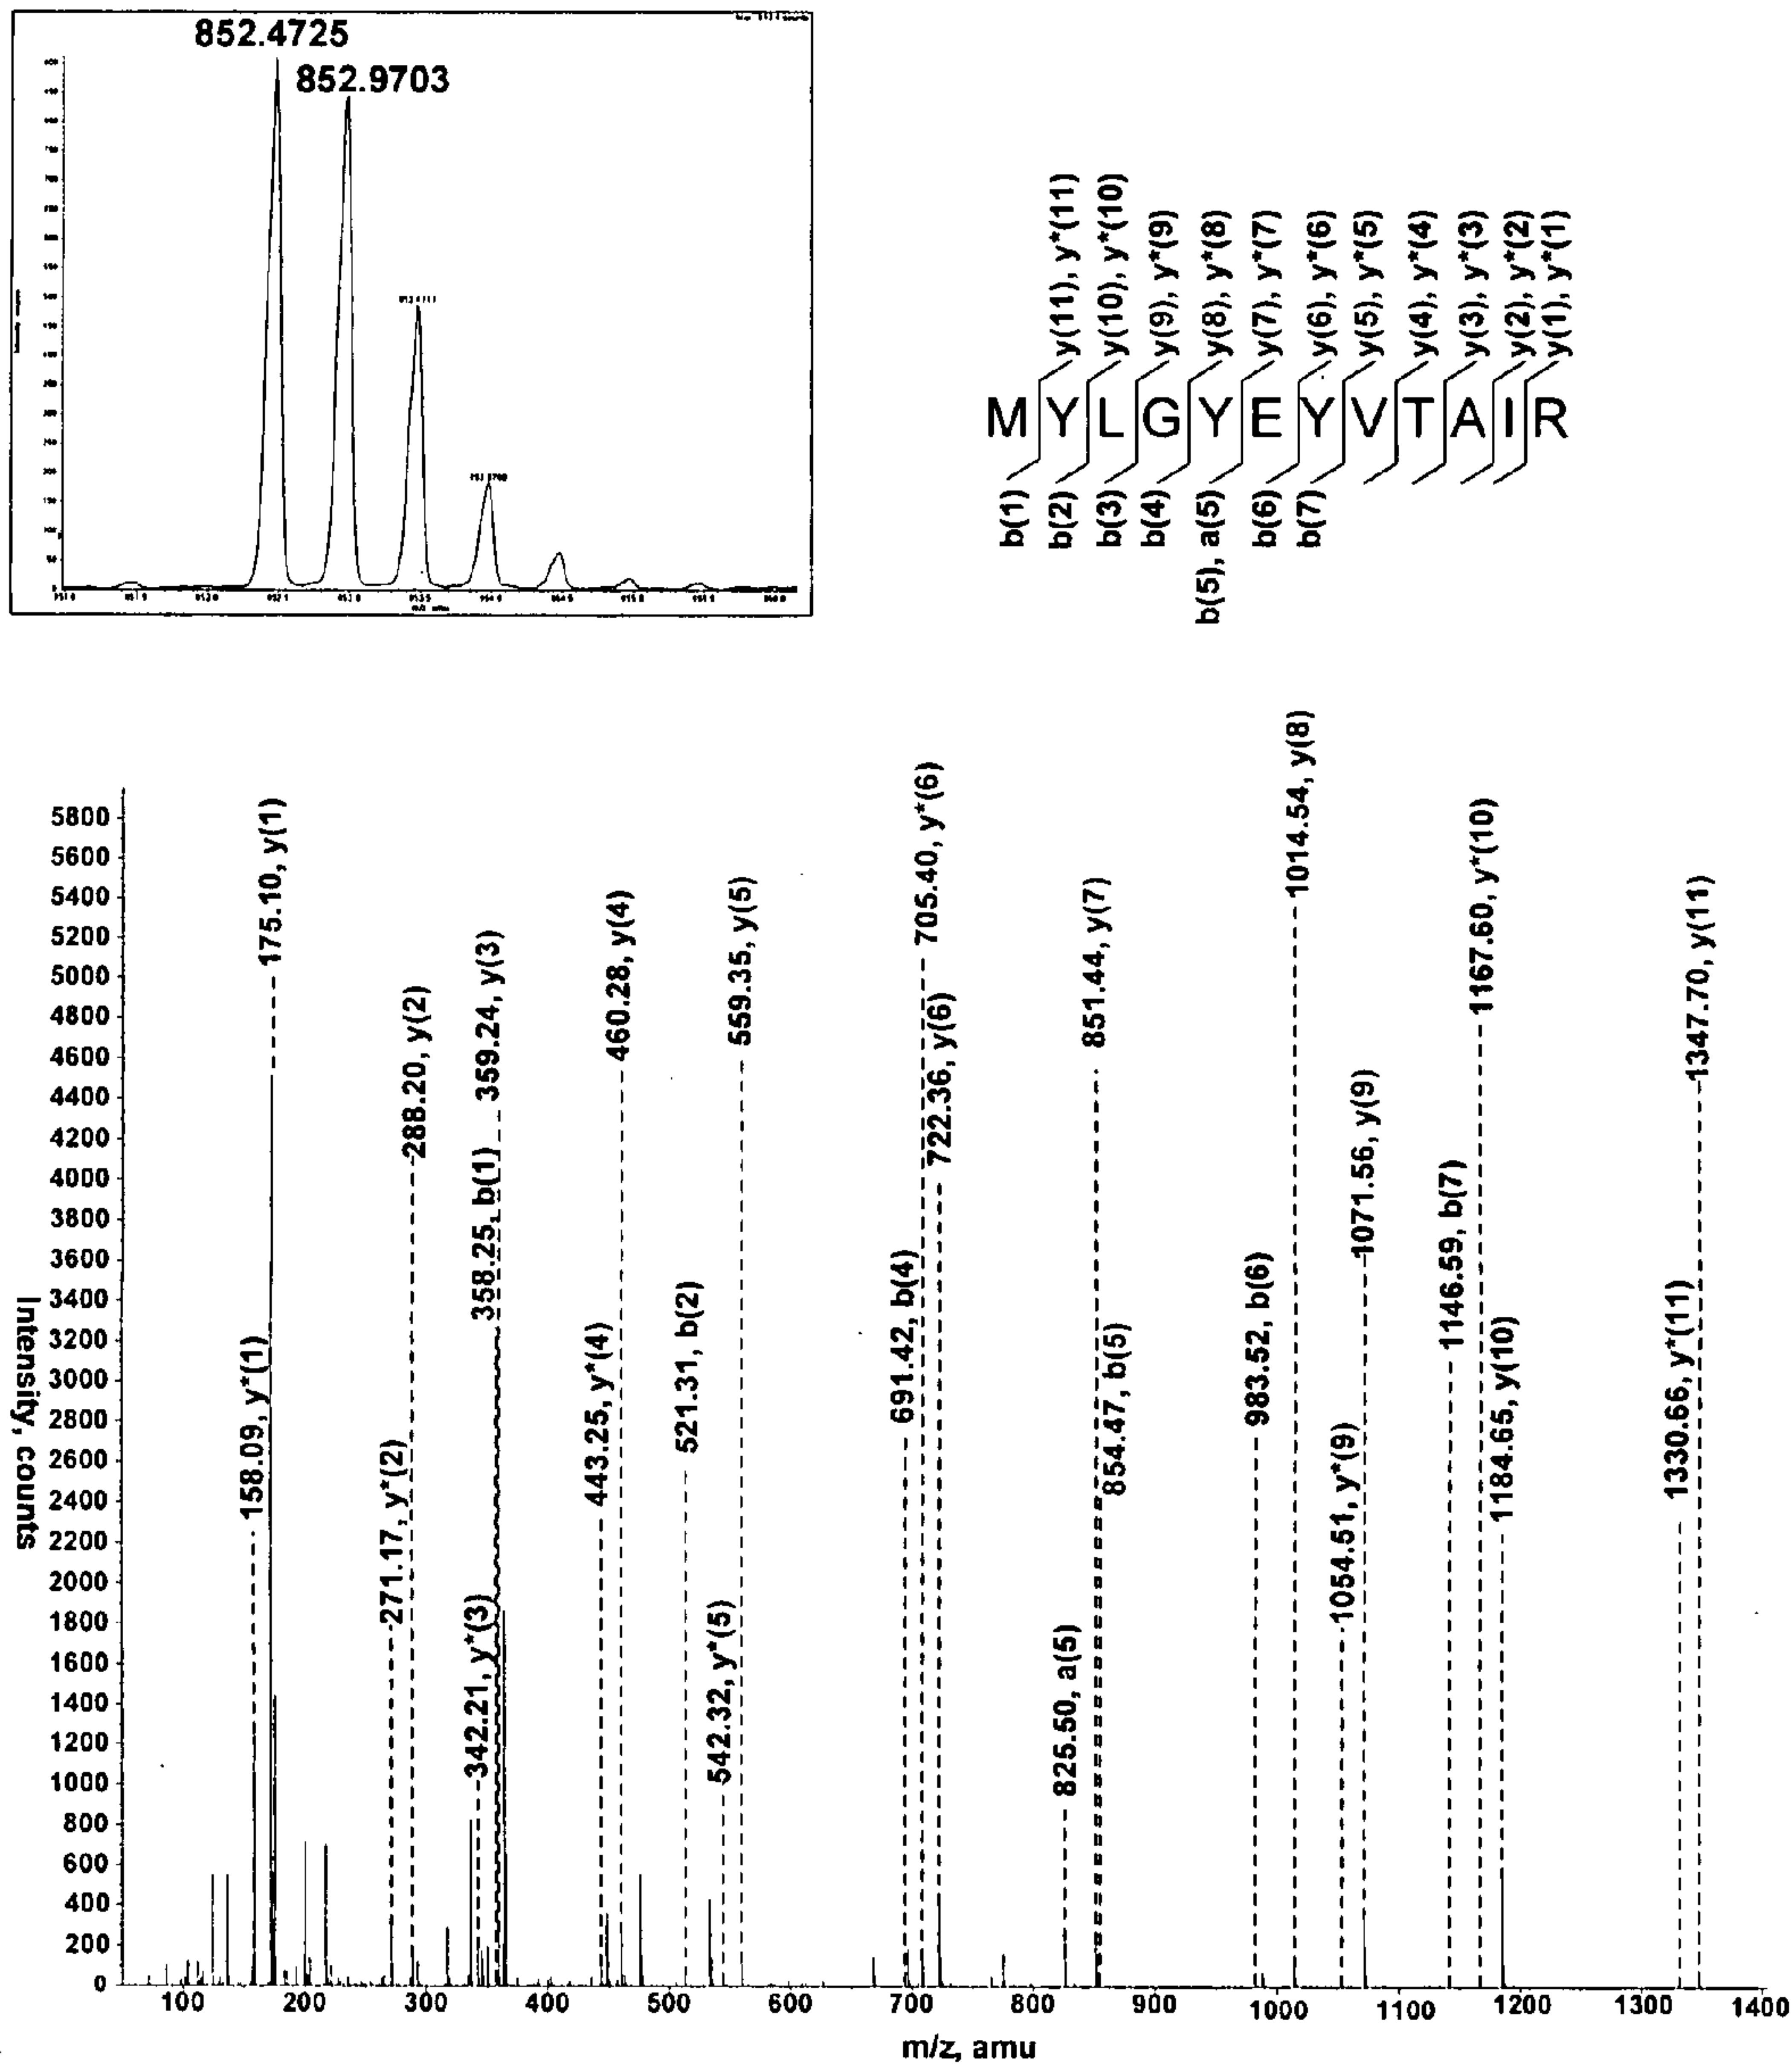 852.4725
852.9703
y(11), y*(11)
y(10), y*(10)
y(9), y*(9)
y(8), y*(8)
y(7), y*(7)
y(6), y*(6)
y(5), y*(5)
y(4), y*(4)
y(3), y*(3)
y(2), y*(2)
y(1), y*(1)
MYLGYEYVTAIR
b(1)
b(2)
b(3)
b(4)
b(5), a(5)
b(6)
b(7)
Intensity, counts
5800
5600
5400
5200
5000
4800
4600
4400
4200
4000
3800
3600
3400
3200
3000
2800
2600
2400
2200
2000
1800
1600
1400
1200
1000
800
600
400
200
0
158.09, y*(1)
175.10, y(1)
271.17, y*(2)
288.20, y(2)
342.21, y*(3)
358.25, b(1)
359.24, y(3)
443.25, y*(4)
460.28, y(4)
521.31, b(2)
542.32, y*(5)
559.35, y(5)
691.42, b(4)
705.40, y*(6)
722.36, y(6)
825.50, a(5)
851.44, y(7)
854.47, b(5)
983.52, b(6)
1014.54, y(8)
1054.51, y*(9)
1071.56, y(9)
1146.59, b(7)
1167.60, y*(10)
1184.65, y(10)
1330.66, y*(11)
1347.70, y(11)
100 200 300 400 500 600 700 800 900 1000 1100 1200 1300 1400
m/z, amu